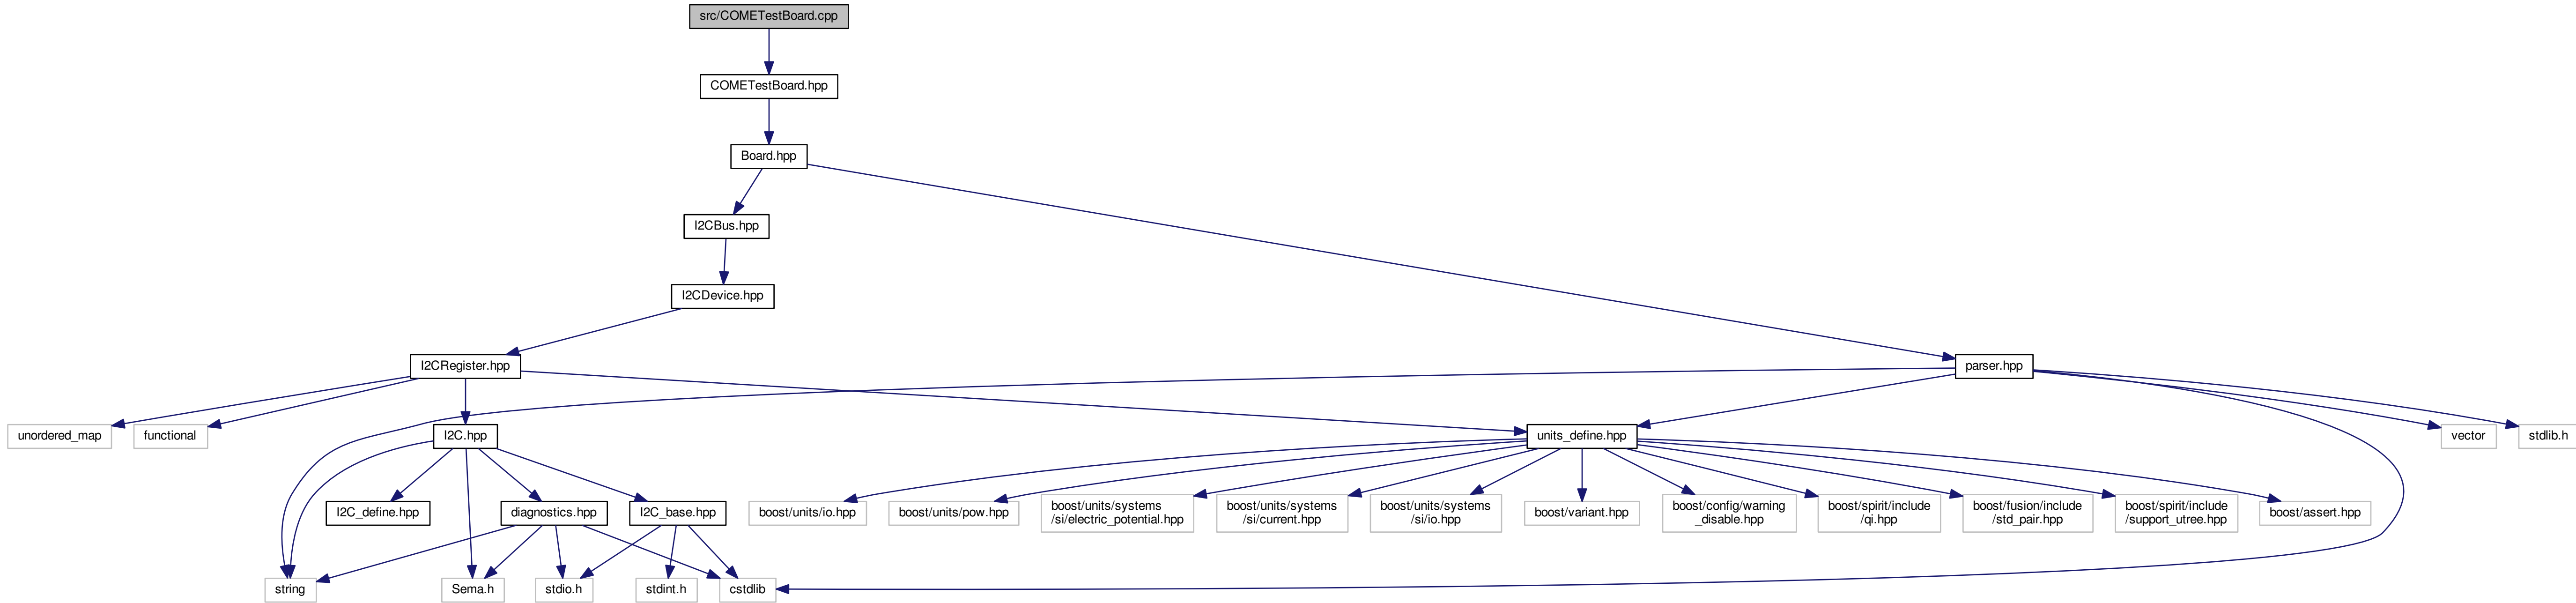 src/COMETestBoard.cpp
COMETestBoard.hpp
Board.hpp
I2CBus.hpp
I2CDevice.hpp
I2CRegister.hpp
parser.hpp
unordered_map
functional
I2C.hpp
units_define.hpp
vector
stdlib.h
I2C_define.hpp
diagnostics.hpp
I2C_base.hpp
boost/units/io.hpp
boost/units/pow.hpp
boost/units/systems
/si/electric_potential.hpp
boost/units/systems
/si/current.hpp
boost/units/systems
/si/io.hpp
boost/variant.hpp
boost/config/warning
_disable.hpp
boost/spirit/include
/qi.hpp
boost/fusion/include
/std_pair.hpp
boost/spirit/include
/support_utree.hpp
boost/assert.hpp
string
Sema.h
stdio.h
stdint.h
cstdlib